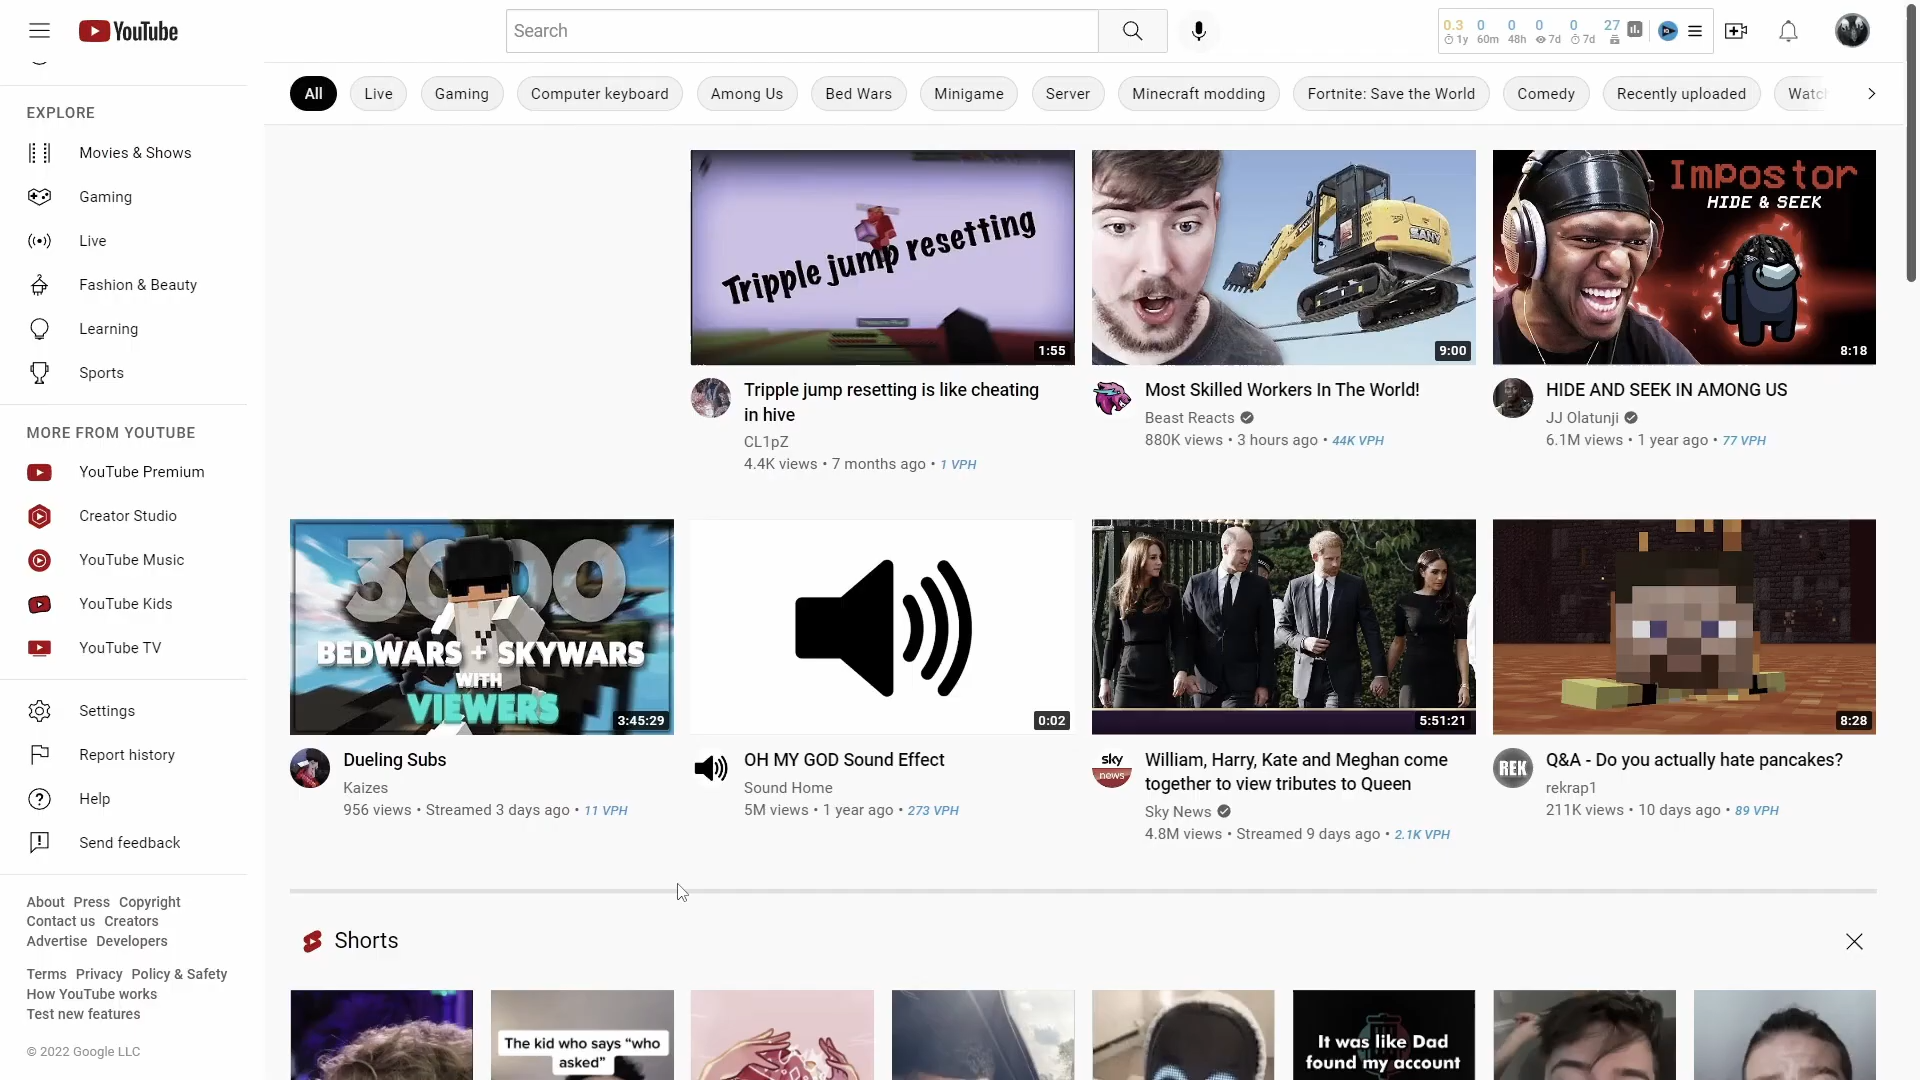 YouTube
Search
0.3 0 0 0 0 27
1y 60m 48h 7d 7d
All Live Gaming Computer keyboard Among Us Bed Wars Minigame Server Minecraft modding Fortnite: Save the World Comedy Recently uploaded Watc
EXPLORE
Movies & Shows
Gaming
Live
Fashion & Beauty
Learning
Sports
MORE FROM YOUTUBE
YouTube Premium
Creator Studio
YouTube Music
YouTube Kids
YouTube TV
Settings
Report history
Help
Send feedback
About Press Copyright
Contact us Creators
Advertise Developers
Terms Privacy Policy & Safety
How YouTube works
Test new features
© 2022 Google LLC
Tripple jump resetting
1:55
Tripple jump resetting is like cheating
in hive
CL1pZ
4.4K views • 7 months ago • 1 VPH
SANY
9:00
Most Skilled Workers In The World!
Beast Reacts
880K views • 3 hours ago • 44K VPH
Impostor
HIDE & SEEK
8:18
HIDE AND SEEK IN AMONG US
JJ Olatunji
6.1M views • 1 year ago • 77 VPH
3000
BEDWARS + SKYWARS
WITH
VIEWERS
3:45:29
Dueling Subs
Kaizes
956 views • Streamed 3 days ago • 11 VPH
0:02
OH MY GOD Sound Effect
Sound Home
5M views • 1 year ago • 273 VPH
5:51:21
sky
news
William, Harry, Kate and Meghan come
together to view tributes to Queen
Sky News
4.8M views • Streamed 9 days ago • 2.1K VPH
8:28
REK
Q&A - Do you actually hate pancakes?
rekrap1
211K views • 10 days ago • 89 VPH
Shorts
The kid who says “who
asked”
It was like Dad
found my account